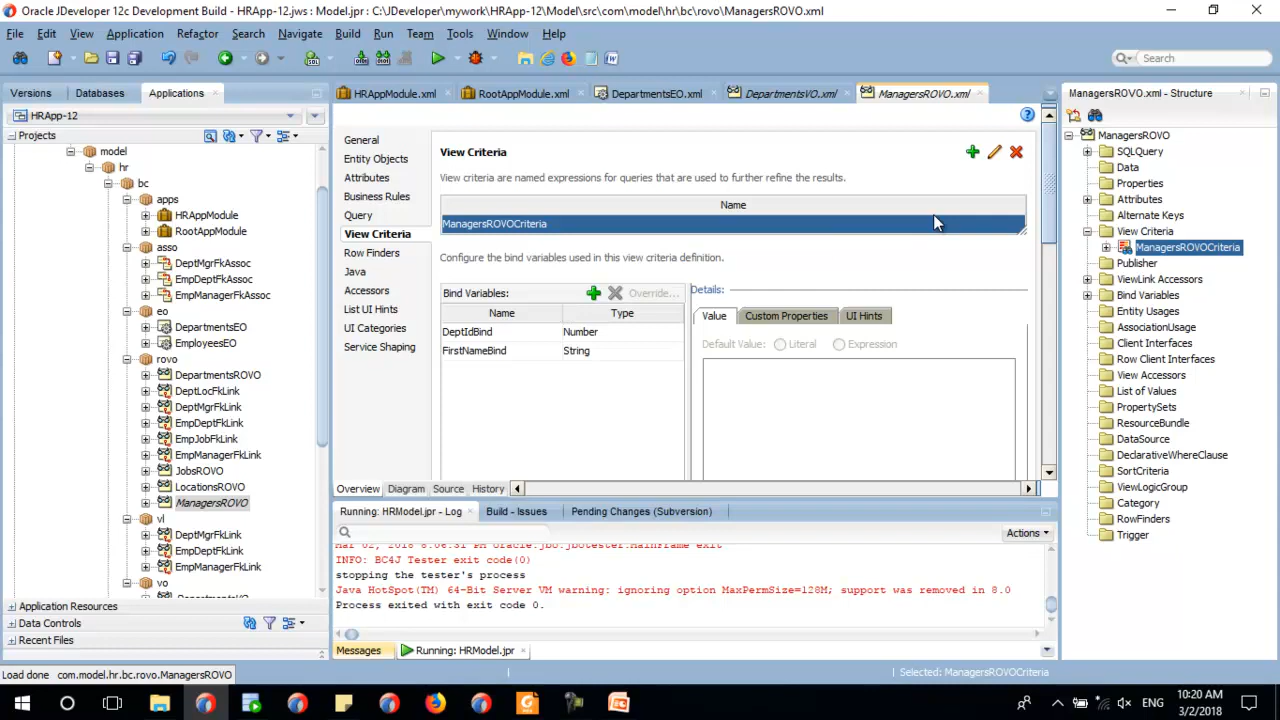 Oracle JDeveloper 12c Development Build - HRApp-12.jws : Model.jpr : C:\JDeveloper\mywork\HRApp-12\Model\src\com\model\hr\bc\rovo\ManagersROVO.xml
File Edit View Application Refactor Search Navigate Build Run Team Tools Window Help
Search
Versions Databases Applications
HRApp-12
Projects
model
hr
bc
apps
HRAppModule
RootAppModule
asso
DeptMgrFkAssoc
EmpDeptFkAssoc
EmpManagerFkAssoc
eo
DepartmentsEO
EmployeesEO
rovo
DepartmentsROVO
DeptLocFkLink
DeptMgrFkLink
EmpDeptFkLink
EmpJobFkLink
EmpManagerFkLink
JobsROVO
LocationsROVO
ManagersROVO
vl
DeptMgrFkLink
EmpDeptFkLink
EmpManagerFkLink
vo
Application Resources
Data Controls
Recent Files
HRAppModule.xml RootAppModule.xml DepartmentsEO.xml DepartmentsVO.xml ManagersROVO.xml
General
Entity Objects
Attributes
Business Rules
Query
View Criteria
Row Finders
Java
Accessors
List UI Hints
UI Categories
Service Shaping
View Criteria
View criteria are named expressions for queries that are used to further refine the results.
Name
ManagersROVOCriteria
Configure the bind variables used in this view criteria definition.
Bind Variables: Override...
Name Type
DeptIdBind Number
FirstNameBind String
Details:
Value Custom Properties UI Hints
Default Value: Literal Expression
Overview Diagram Source History
Running: HRModel.jpr - Log Build - Issues Pending Changes (Subversion)
Actions
Mar 02, 2018 8:06:31 PM oracle.jbo.jbotester.MainFrame exit
INFO: BC4J Tester exit code(0)
stopping the tester's process
Java HotSpot(TM) 64-Bit Server VM warning: ignoring option MaxPermSize=128M; support was removed in 8.0
Process exited with exit code 0.
Messages Running: HRModel.jpr
ManagersROVO.xml - Structure
ManagersROVO
SQLQuery
Data
Properties
Attributes
Alternate Keys
View Criteria
ManagersROVOCriteria
Publisher
ViewLink Accessors
Bind Variables
Entity Usages
AssociationUsage
Client Interfaces
Row Client Interfaces
View Accessors
List of Values
PropertySets
ResourceBundle
DataSource
DeclarativeWhereClause
SortCriteria
ViewLogicGroup
Category
RowFinders
Trigger
Load done com.model.hr.bc.rovo.ManagersROVO
Selected: ManagersROVOCriteria
ENG
10:20 AM
3/2/2018